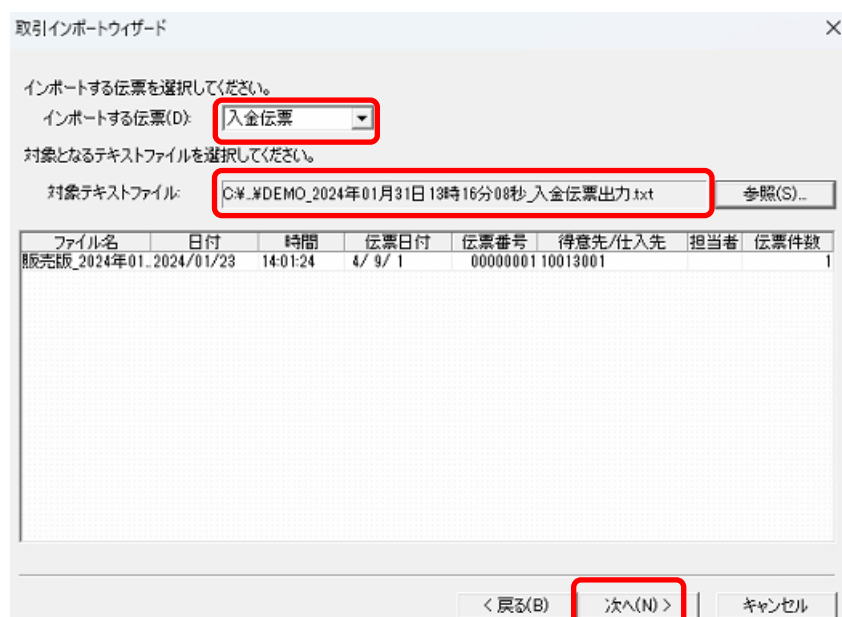 取引インポートウィザード
インポートする伝票を選択してください。
インポートする伝票(D): 入金伝票
対象となるテキストファイルを選択してください。
対象テキストファイル: C:¥..¥DEMO_2024年01月31日13時16分08秒_入金伝票出力.txt 参照(S)...
ファイル名 日付 時間 伝票日付 伝票番号 得意先/仕入先 担当者 伝票件数
販売版_2024年01... 2024/01/23 14:01:24 4/ 9/ 1 00000001 10013001 1
< 戻る(B) 次へ(N) > キャンセル